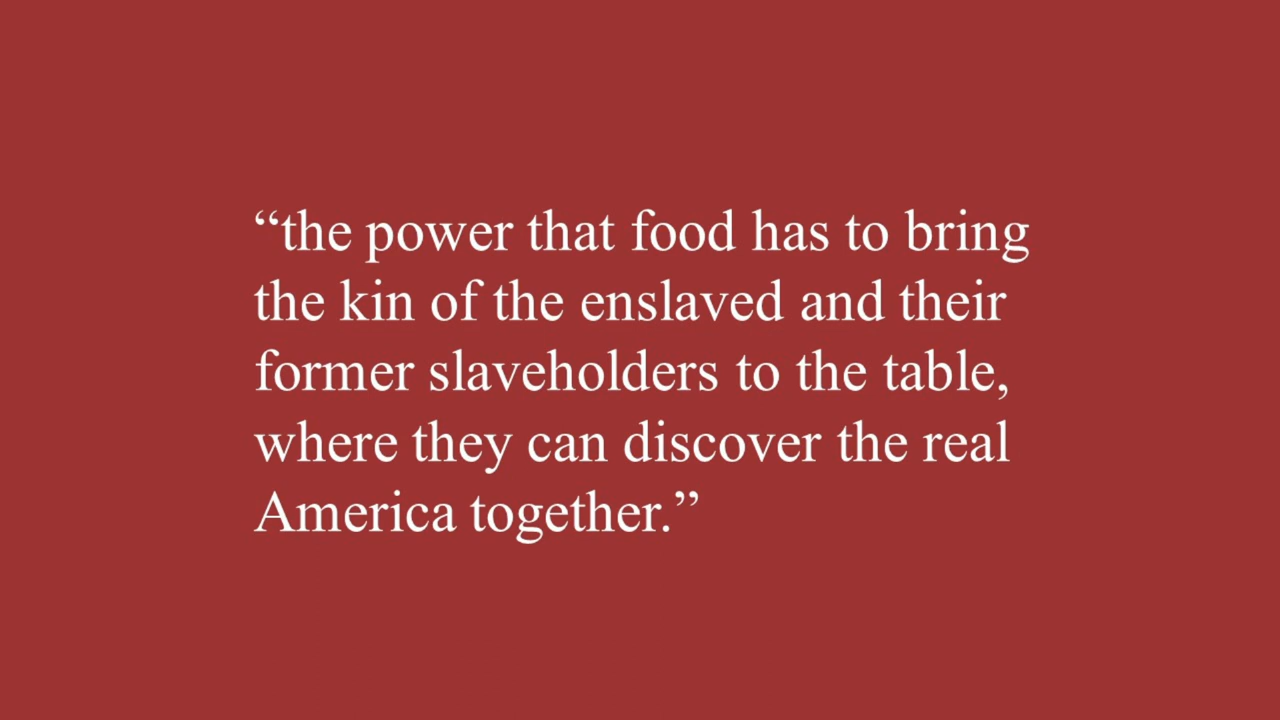 “the power that food has to bring
the kin of the enslaved and their
former slaveholders to the table,
where they can discover the real
America together.”